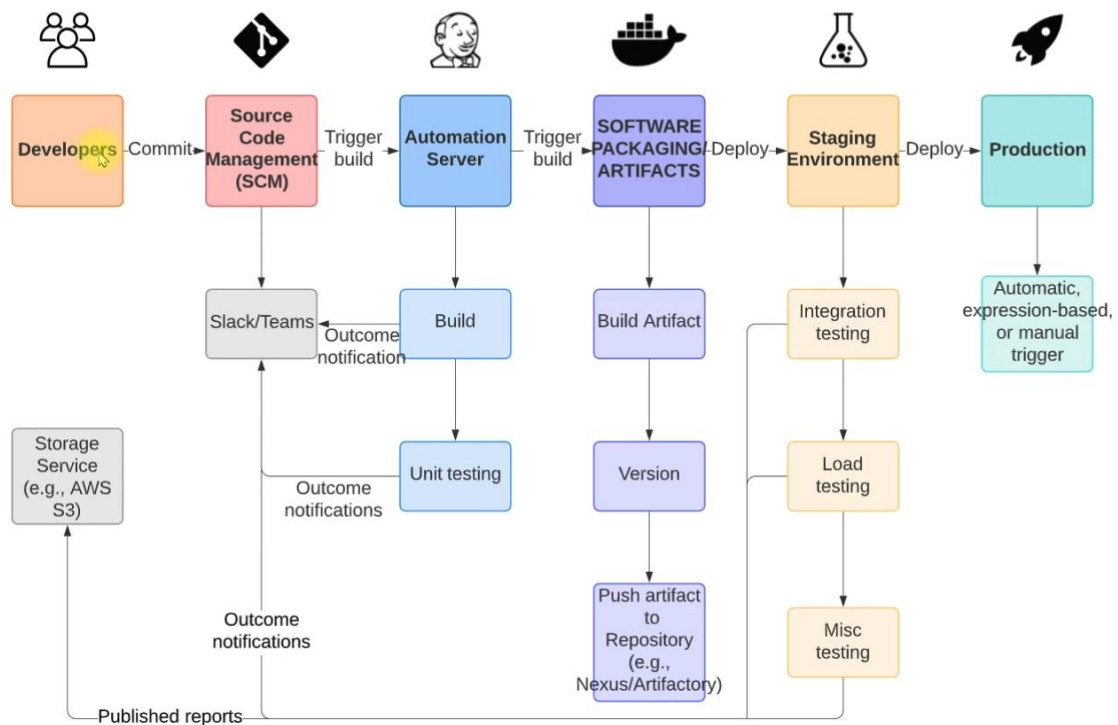 Developers
Commit
Source
Code
Management
(SCM)
Trigger
build
Automation
Server
Trigger
build
SOFTWARE
PACKAGING/
ARTIFACTS
Deploy
Staging
Environment
Deploy
Production
Slack/Teams
Outcome
notification
Build
Build Artifact
Integration
testing
Automatic,
expression-based,
or manual
trigger
Storage
Service
(e.g., AWS
S3)
Outcome
notifications
Unit testing
Version
Load
testing
Outcome
notifications
Push artifact
to
Repository
(e.g.,
Nexus/Artifactory)
Misc
testing
Published reports